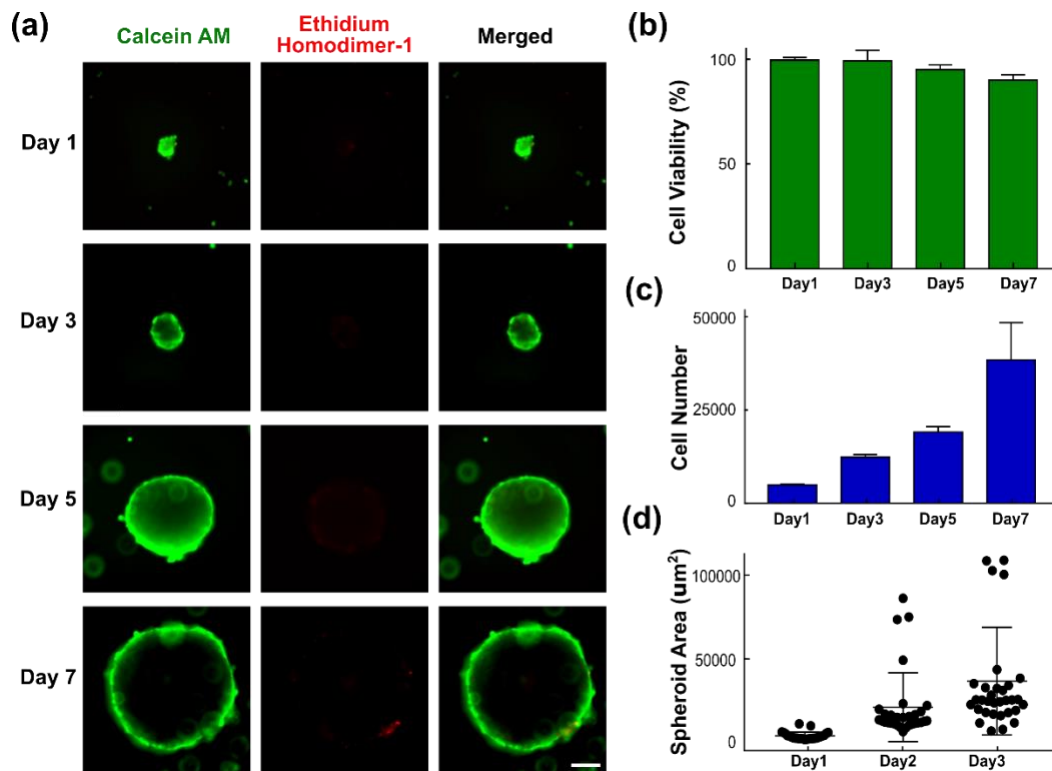 (a)
Calcein AM
Ethidium
Homodimer-1
Merged
Day 1
Day 3
Day 5
Day 7
(b)
Cell Viability (%)
100
50
0
Day1 Day3 Day5 Day7
(c)
Cell Number
50000
25000
0
Day1 Day3 Day5 Day7
(d)
Spheroid Area (um²)
100000
50000
0
Day1 Day2 Day3